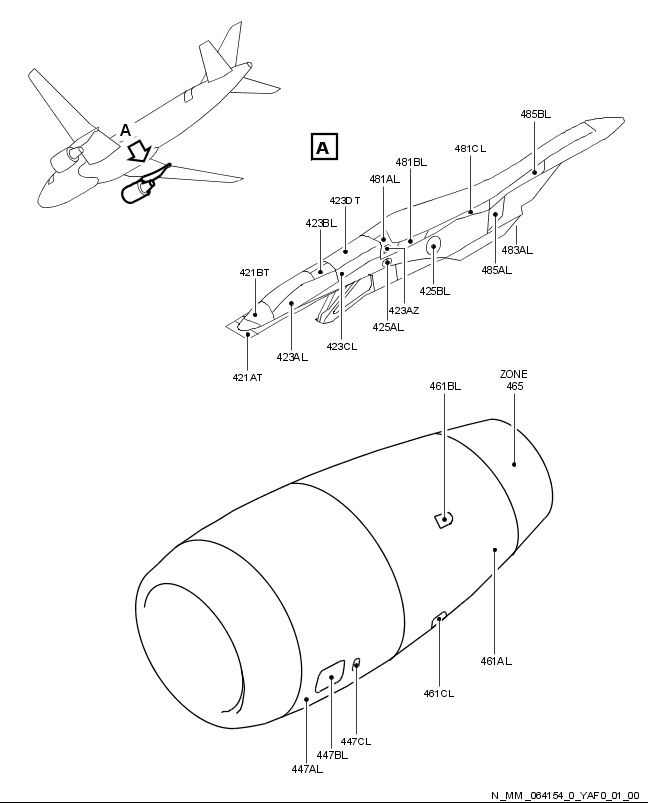 A
A
485BL
481CL
481BL
481AL
423DT
423BL
483AL
485AL
421BT
425BL
423AZ
425AL
423CL
423AL
421AT
ZONE
465
461BL
461AL
461CL
447CL
447BL
447AL
N_MM_064154_0_YAF0_01_00